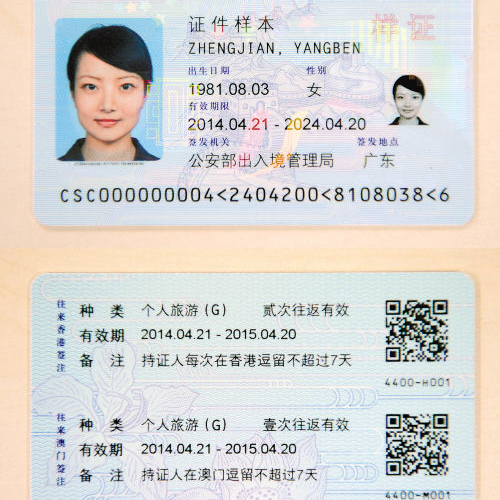 证件样本
ZHENGJIAN, YANGBEN
样证
出生日期 性别
1981.08.03 女
有效期限
2014.04.21 - 2024.04.20
签发机关 签发地点
公安部出入境管理局 广东
CSC000000004<2404200<8108038<6
往来香港签注
种 类 个人旅游 (G) 贰次往返有效
有效期 2014.04.21 - 2015.04.20
备 注 持证人每次在香港逗留不超过7天
4400-H001
往来澳门签注
种 类 个人旅游 (G) 壹次往返有效
有效期 2014.04.21 - 2015.04.20
备 注 持证人在澳门逗留不超过7天
4400-M001